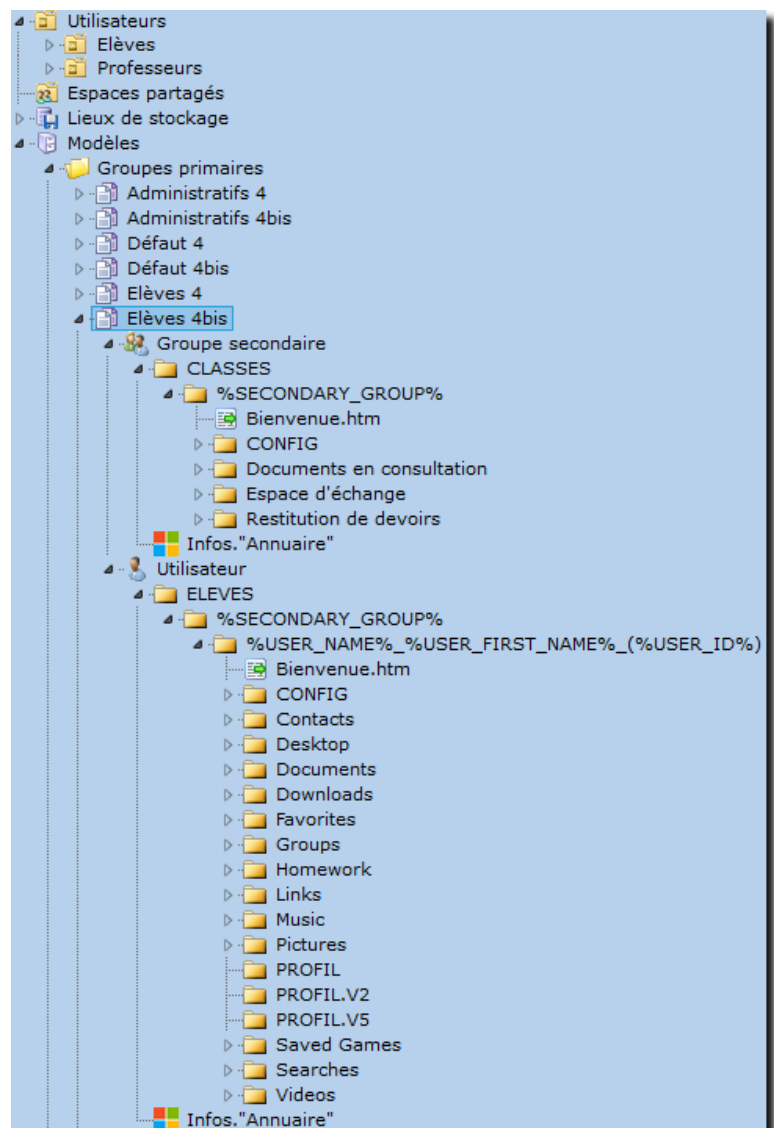 Utilisateurs
Elèves
Professeurs
Espaces partagés
Lieux de stockage
Modèles
Groupes primaires
Administratifs 4
Administratifs 4bis
Défaut 4
Défaut 4bis
Elèves 4
Elèves 4bis
Groupe secondaire
CLASSES
%SECONDARY_GROUP%
Bienvenue.htm
CONFIG
Documents en consultation
Espace d'échange
Restitution de devoirs
Infos."Annuaire"
Utilisateur
ELEVES
%SECONDARY_GROUP%
%USER_NAME%_%USER_FIRST_NAME%_(%USER_ID%)
Bienvenue.htm
CONFIG
Contacts
Desktop
Documents
Downloads
Favorites
Groups
Homework
Links
Music
Pictures
PROFIL
PROFIL.V2
PROFIL.V5
Saved Games
Searches
Videos
Infos."Annuaire"